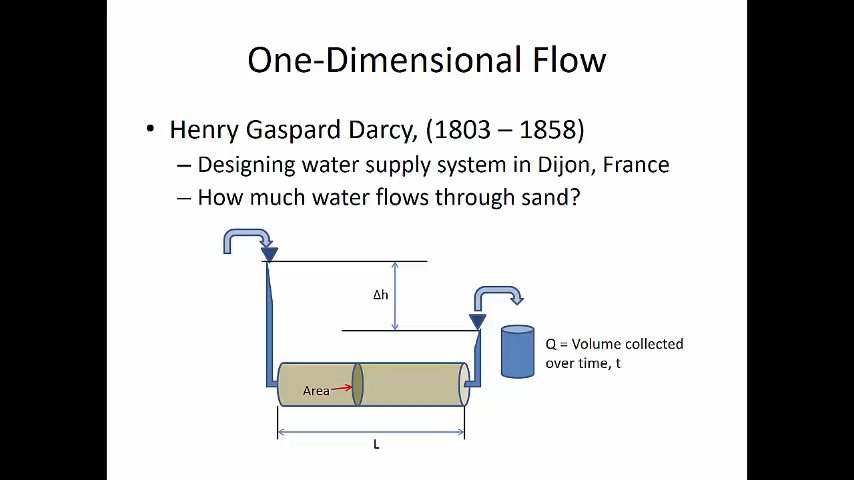 One-Dimensional Flow
• Henry Gaspard Darcy, (1803 – 1858)
– Designing water supply system in Dijon, France
– How much water flows through sand?
Δh
Q = Volume collected
over time, t
Area
L